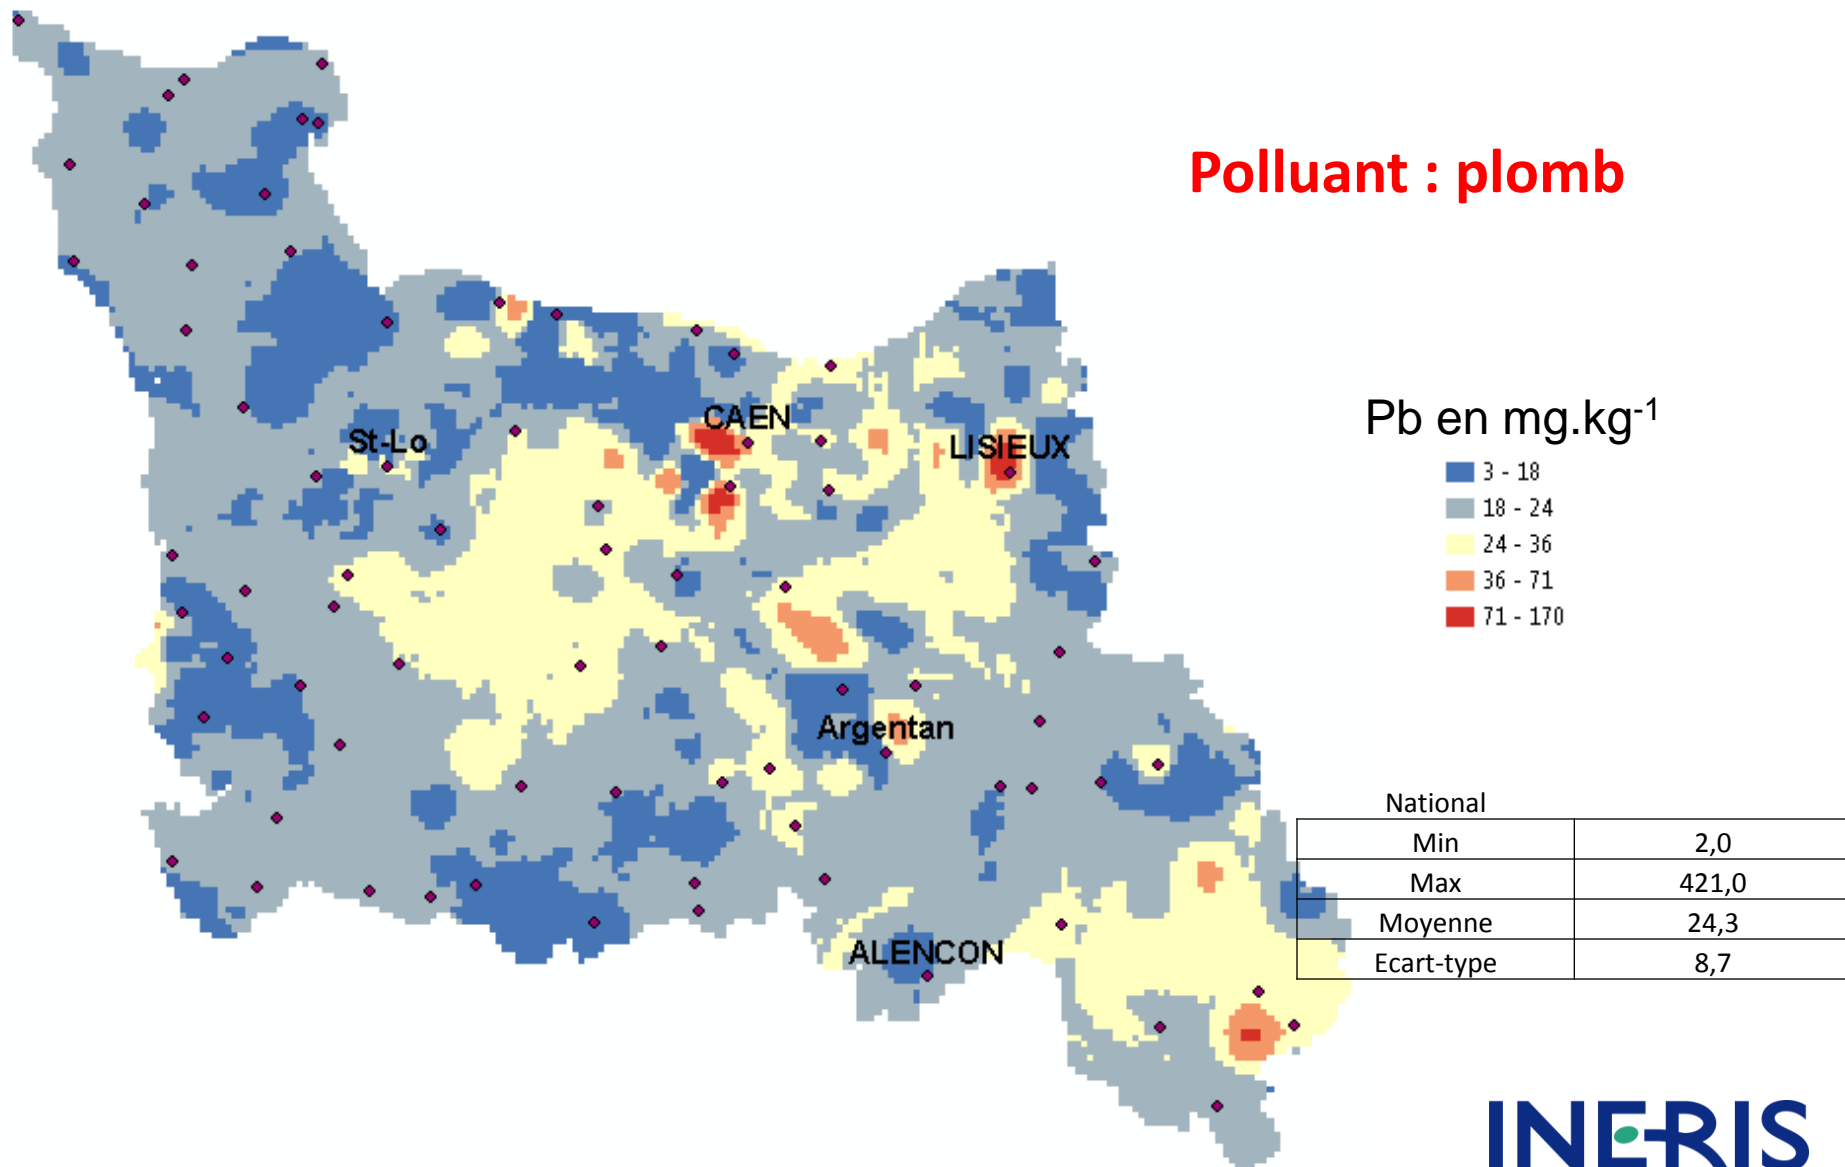 Polluant : plomb
CAEN
St-Lo
LISIEUX
Pb en mg.kg-1
3 - 18
18 - 24
24 - 36
36 - 71
71 - 170
Argentan
ALENCON
National
Min 2,0
Max 421,0
Moyenne 24,3
Ecart-type 8,7
INERIS